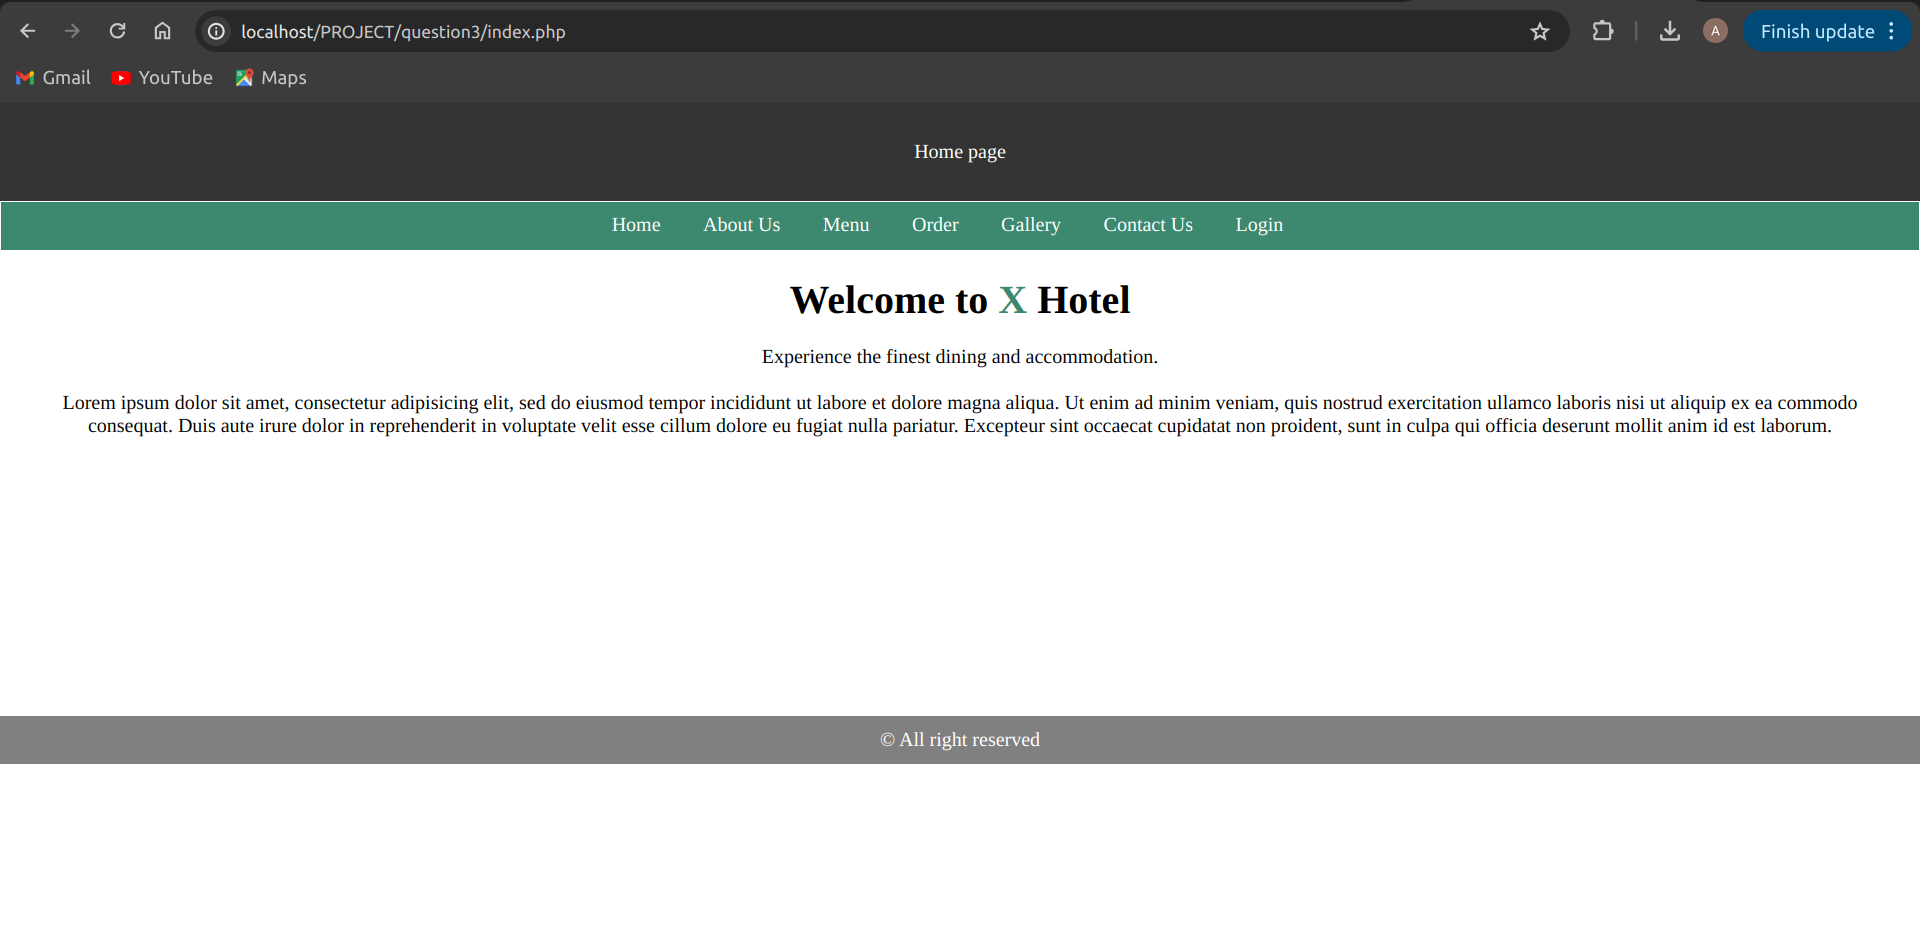 localhost/PROJECT/question3/index.php
A
Finish update
Gmail
YouTube
Maps
Home page
Home About Us Menu Order Gallery Contact Us Login
Welcome to X Hotel
Experience the finest dining and accommodation.
Lorem ipsum dolor sit amet, consectetur adipisicing elit, sed do eiusmod tempor incididunt ut labore et dolore magna aliqua. Ut enim ad minim veniam, quis nostrud exercitation ullamco laboris nisi ut aliquip ex ea commodo
consequat. Duis aute irure dolor in reprehenderit in voluptate velit esse cillum dolore eu fugiat nulla pariatur. Excepteur sint occaecat cupidatat non proident, sunt in culpa qui officia deserunt mollit anim id est laborum.
© All right reserved